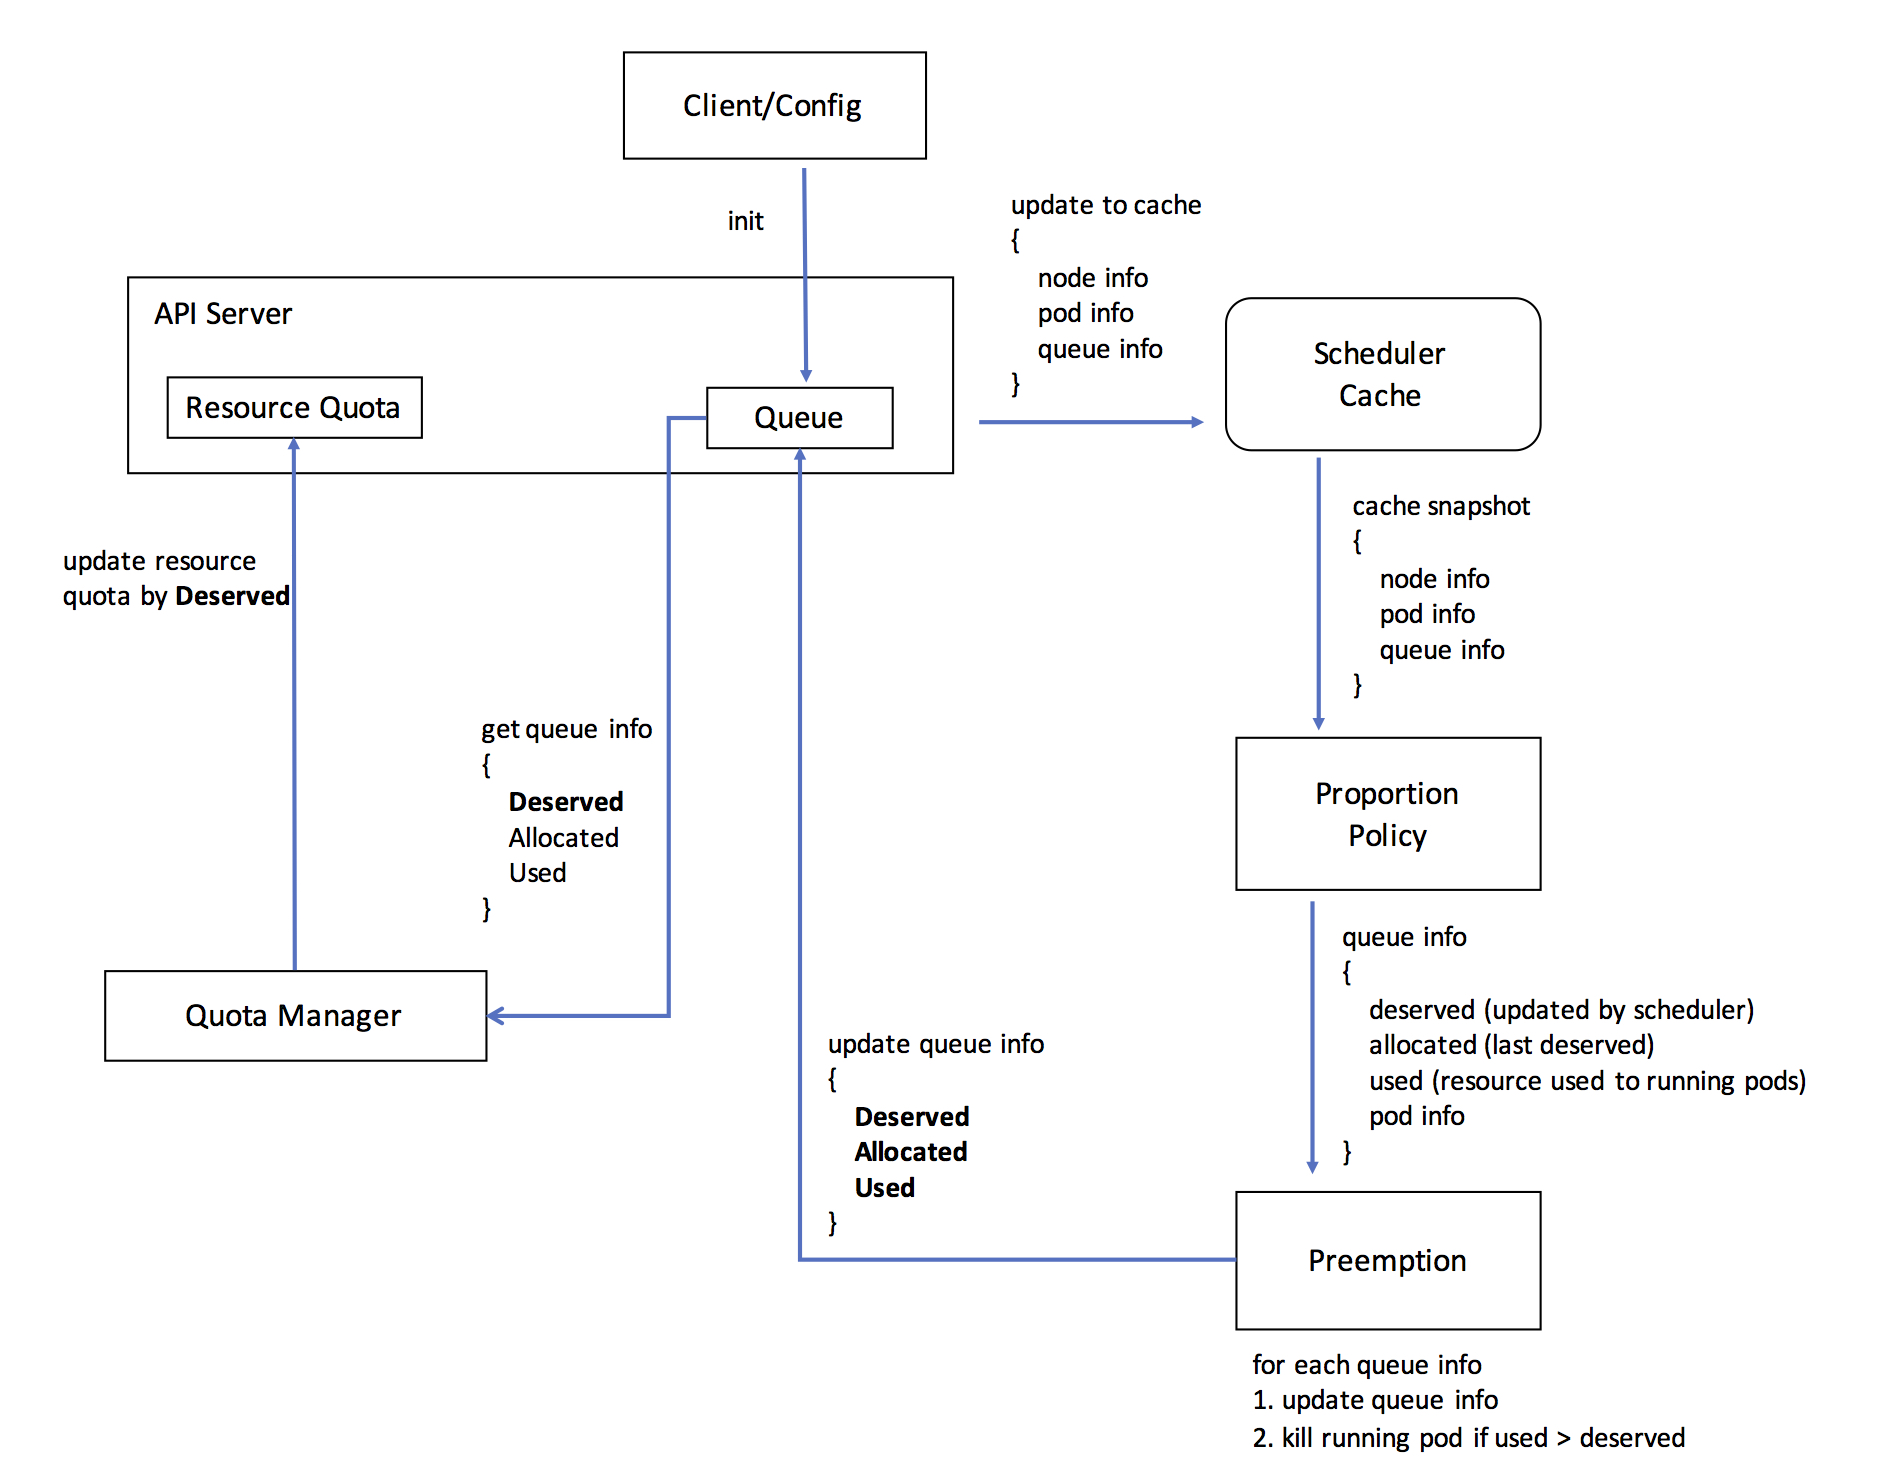 Client/Config
init
update to cache
{
node info
pod info
queue info
}
API Server
Resource Quota
Queue
Scheduler
Cache
cache snapshot
{
node info
pod info
queue info
}
update resource
quota by Deserved
get queue info
{
Deserved
Allocated
Used
}
Proportion
Policy
queue info
{
deserved (updated by scheduler)
allocated (last deserved)
used (resource used to running pods)
pod info
}
Quota Manager
update queue info
{
Deserved
Allocated
Used
}
Preemption
for each queue info
1. update queue info
2. kill running pod if used > deserved